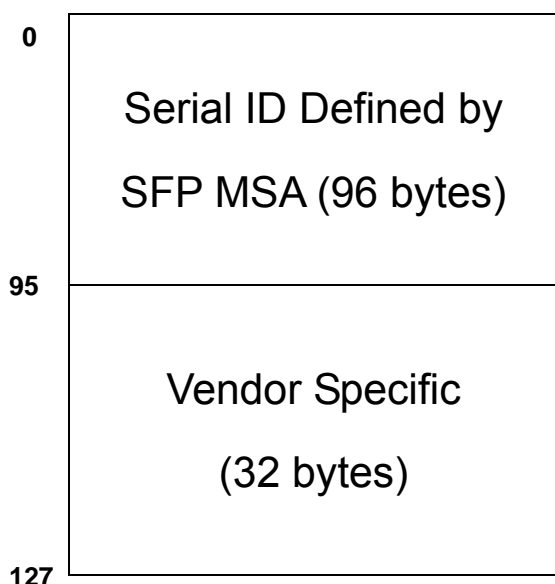 0
Serial ID Defined by
SFP MSA (96 bytes)
95
Vendor Specific
(32 bytes)
127